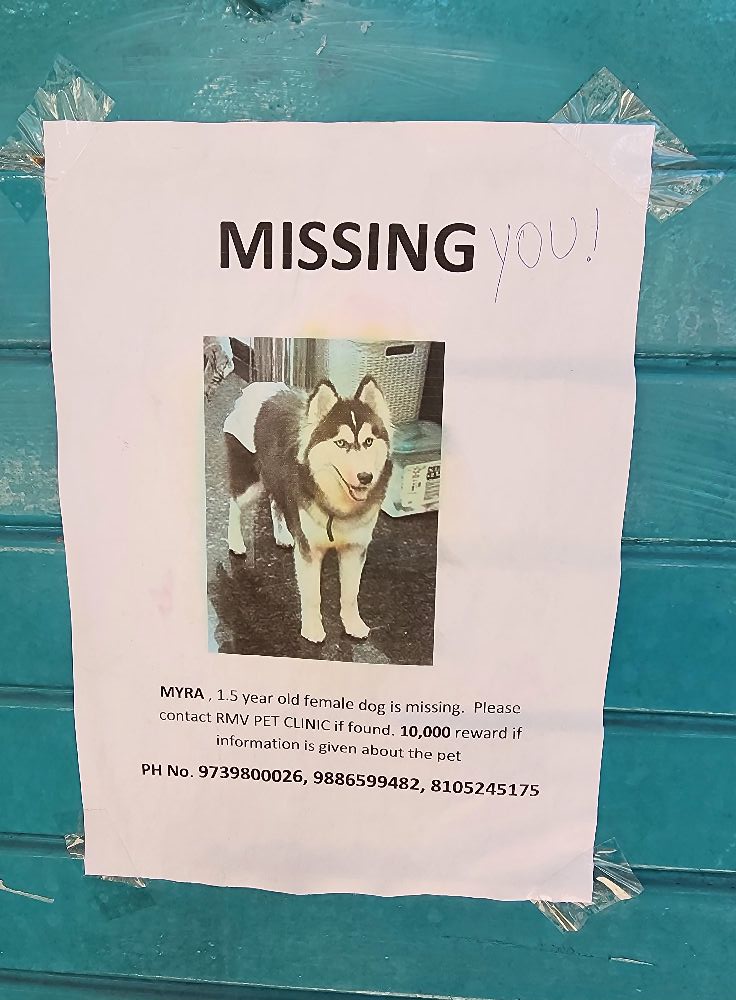 MISSING YOU!
MYRA , 1.5 year old female dog is missing. Please
contact RMV PET CLINIC if found. 10,000 reward if
information is given about the pet
PH No. 9739800026, 9886599482, 8105245175